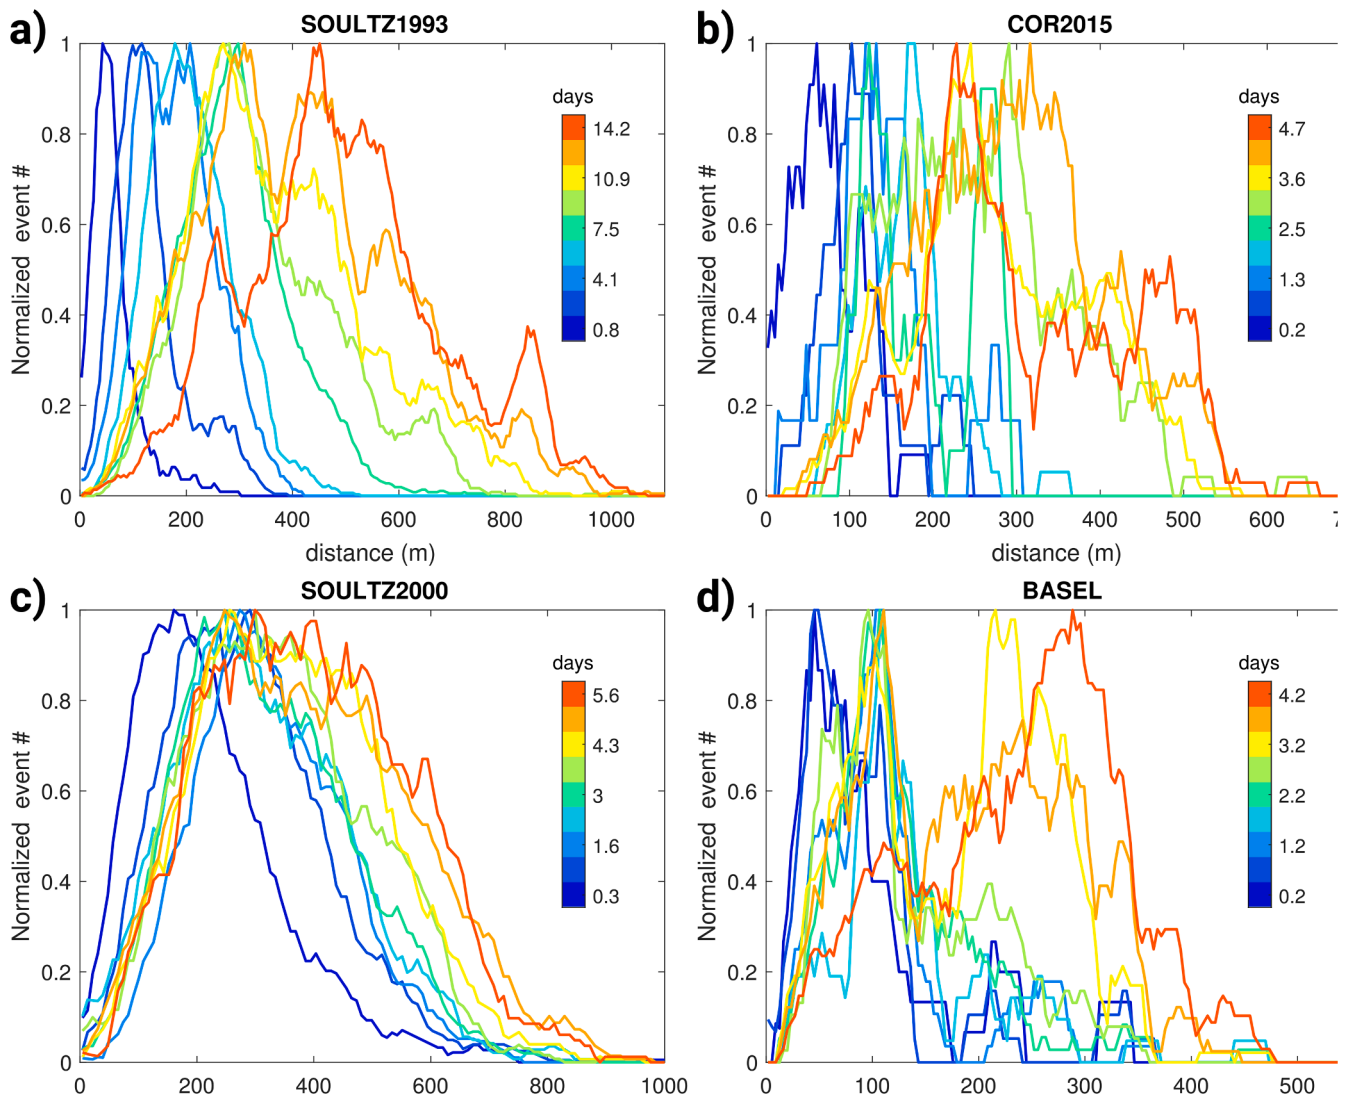 a)
SOULTZ1993
Normalized event #
1
0.8
0.6
0.4
0.2
0
0 200 400 600 800 1000
distance (m)
days
14.2
10.9
7.5
4.1
0.8
b)
COR2015
Normalized event #
1
0.8
0.6
0.4
0.2
0
0 100 200 300 400 500 600 7
distance (m)
days
4.7
3.6
2.5
1.3
0.2
c)
SOULTZ2000
Normalized event #
1
0.8
0.6
0.4
0.2
0
0 200 400 600 800 1000
days
5.6
4.3
3
1.6
0.3
d)
BASEL
Normalized event #
1
0.8
0.6
0.4
0.2
0
0 100 200 300 400 500
days
4.2
3.2
2.2
1.2
0.2